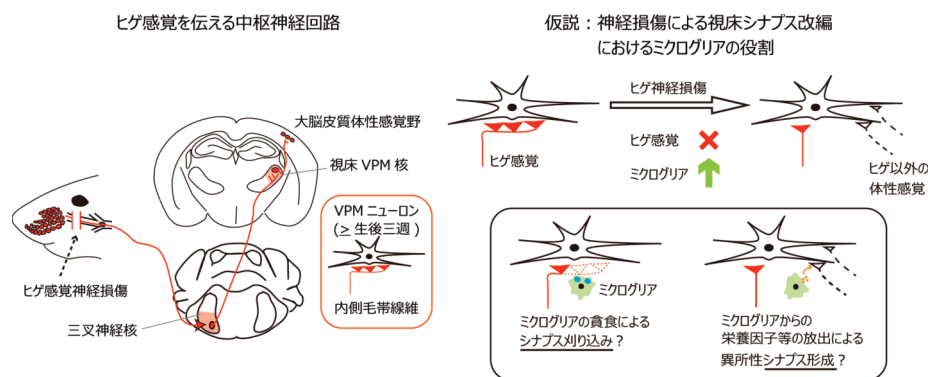 ヒゲ感覚を伝える中枢神経回路
大脳皮質体性感覚野
視床 VPM 核
VPM ニューロン
(≥ 生後三週)
内側毛帯線維
ヒゲ感覚神経損傷
三叉神経核
仮説：神経損傷による視床シナプス改編
におけるミクログリアの役割
ヒゲ神経損傷
ヒゲ感覚
ヒゲ感覚
ミクログリア
ヒゲ以外の
体性感覚
ミクログリア
ミクログリアの貪食による
シナプス刈り込み？
ミクログリアからの
栄養因子等の放出による
異所性シナプス形成？